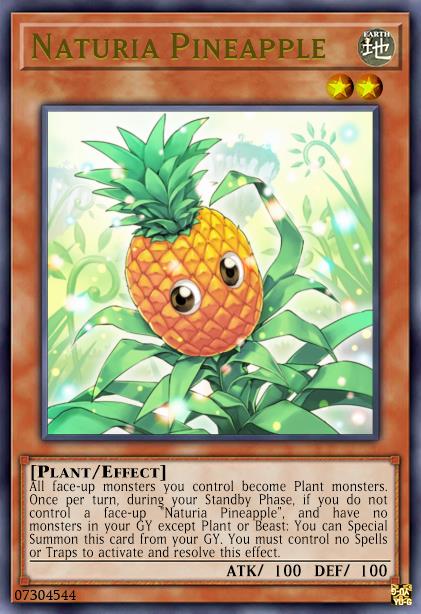 NATURIA PINEAPPLE
EARTH
地
[PLANT/EFFECT]
All face-up monsters you control become Plant monsters.
Once per turn, during your Standby Phase, if you do not
control a face-up "Naturia Pineapple", and have no
monsters in your GY except Plant or Beast: You can Special
Summon this card from your GY. You must control no Spells
or Traps to activate and resolve this effect.
ATK/ 100 DEF/ 100
07304544